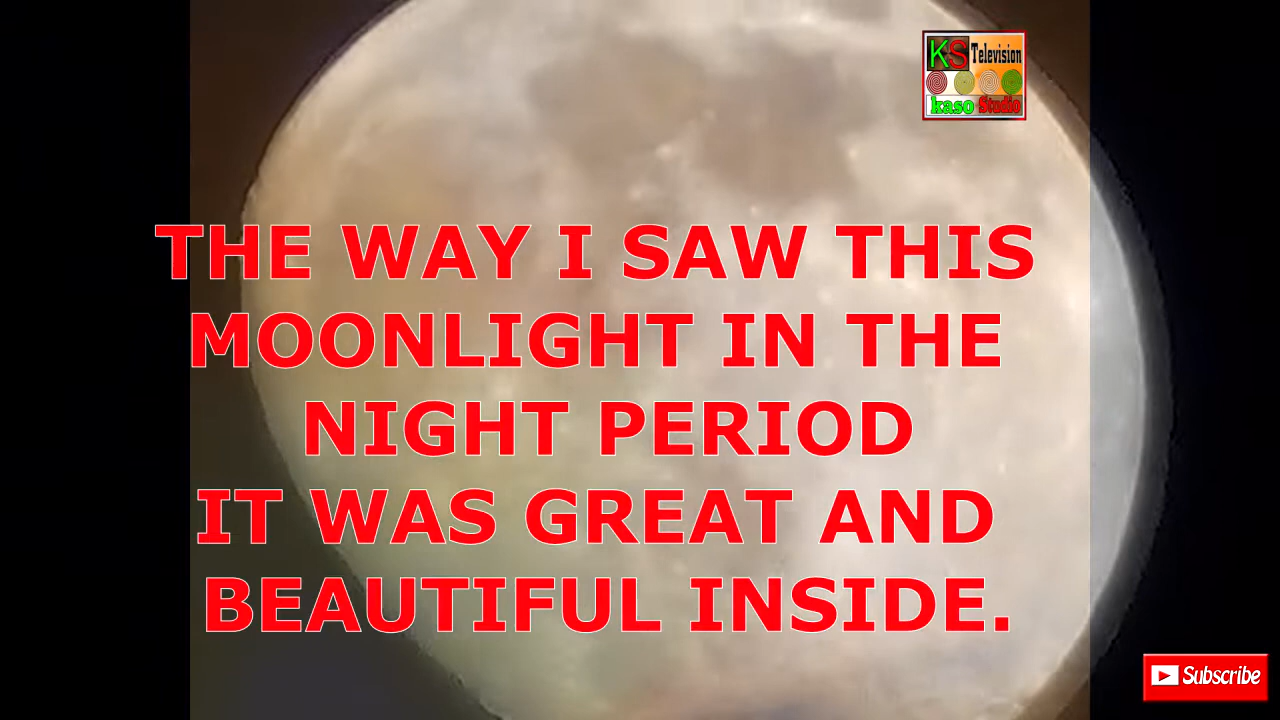 KS Television
kaso Studio
THE WAY I SAW THIS
MOONLIGHT IN THE
NIGHT PERIOD
IT WAS GREAT AND
BEAUTIFUL INSIDE.
Subscribe